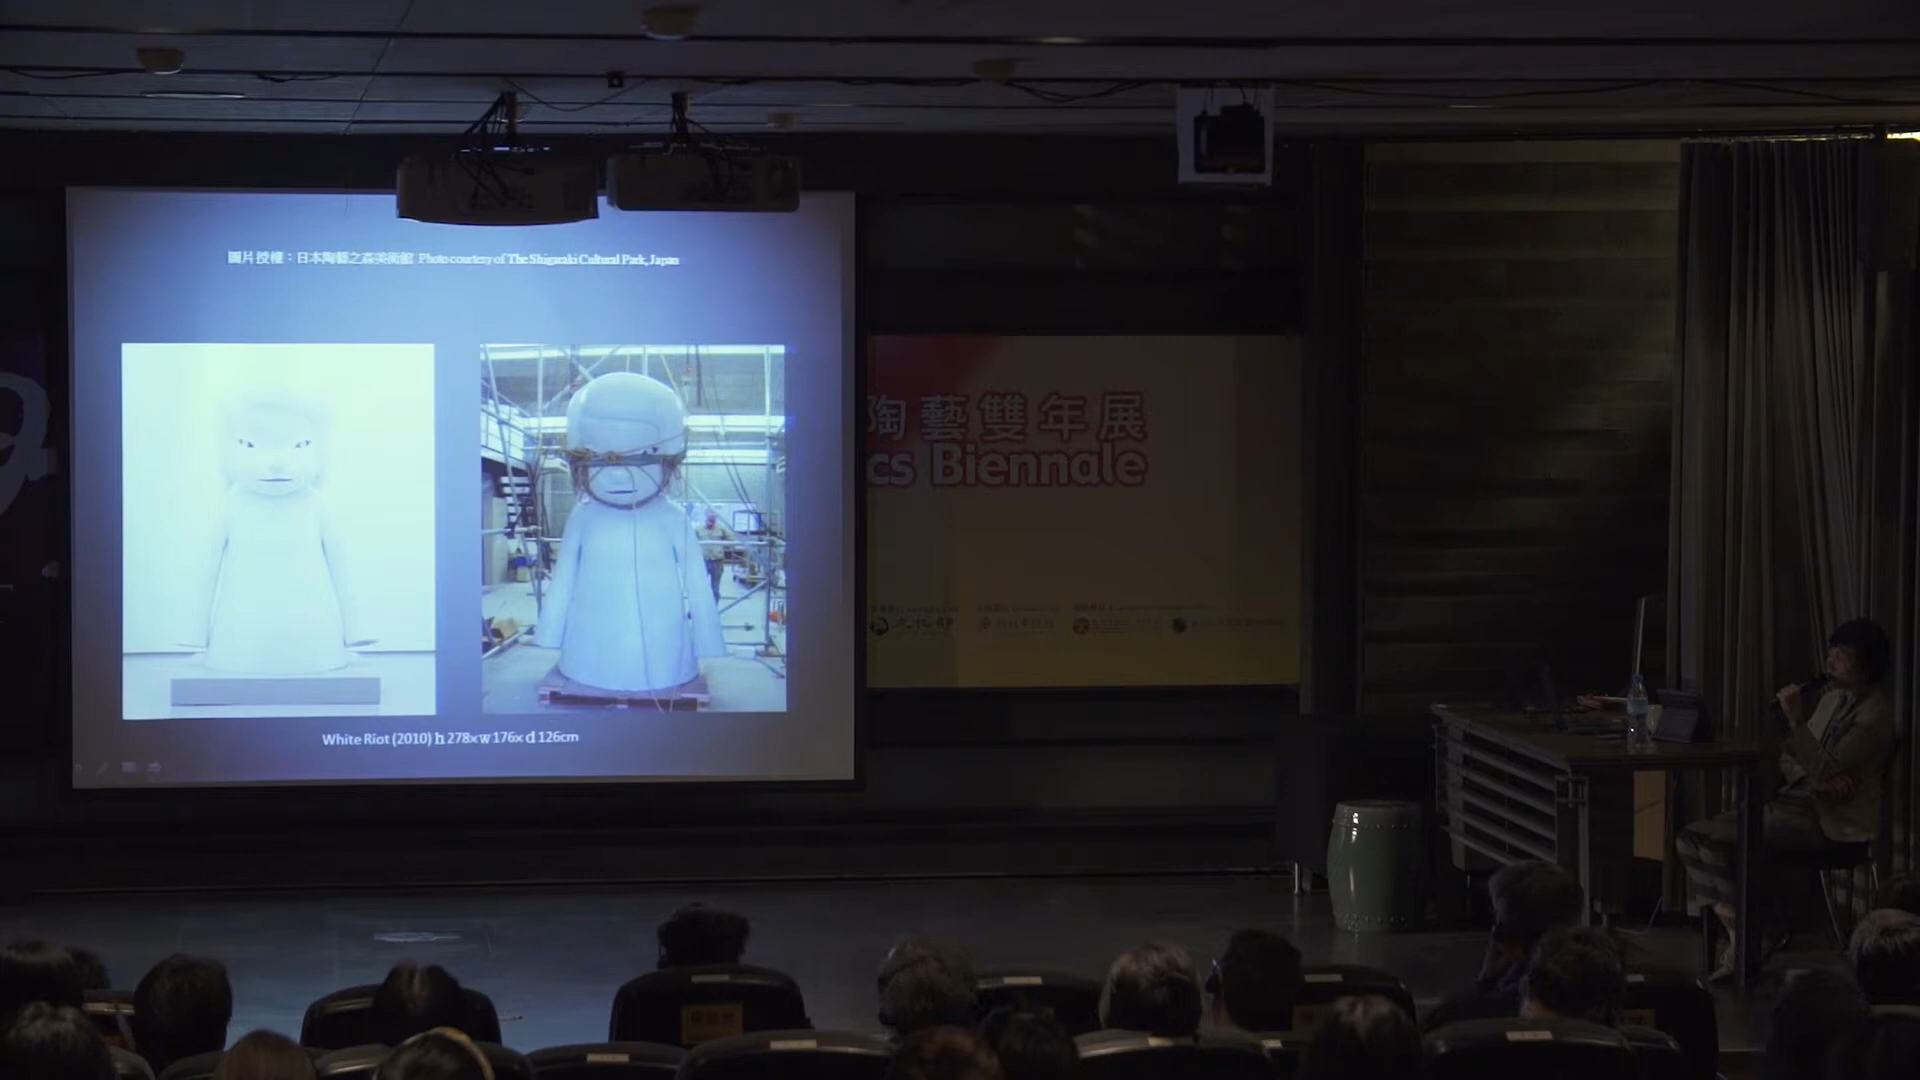 圖片授權：日本陶藝之森美術館 Photo courtesy of The Shigaraki Cultural Park, Japan
White Riot (2010) h 278× w 176× d 126cm
陶藝雙年展
cs Biennale